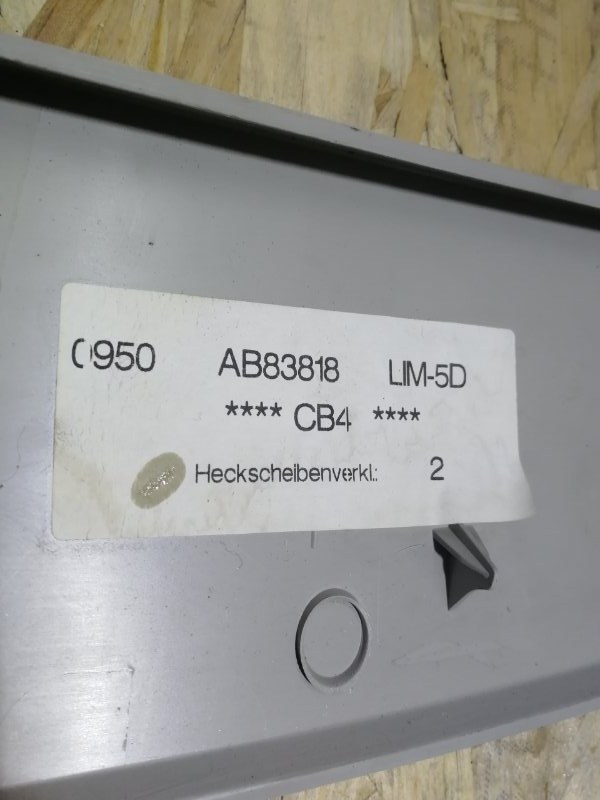 0950 AB83818 LIM-5D
**** CB4 ****
Heckscheibenverkl.: 2